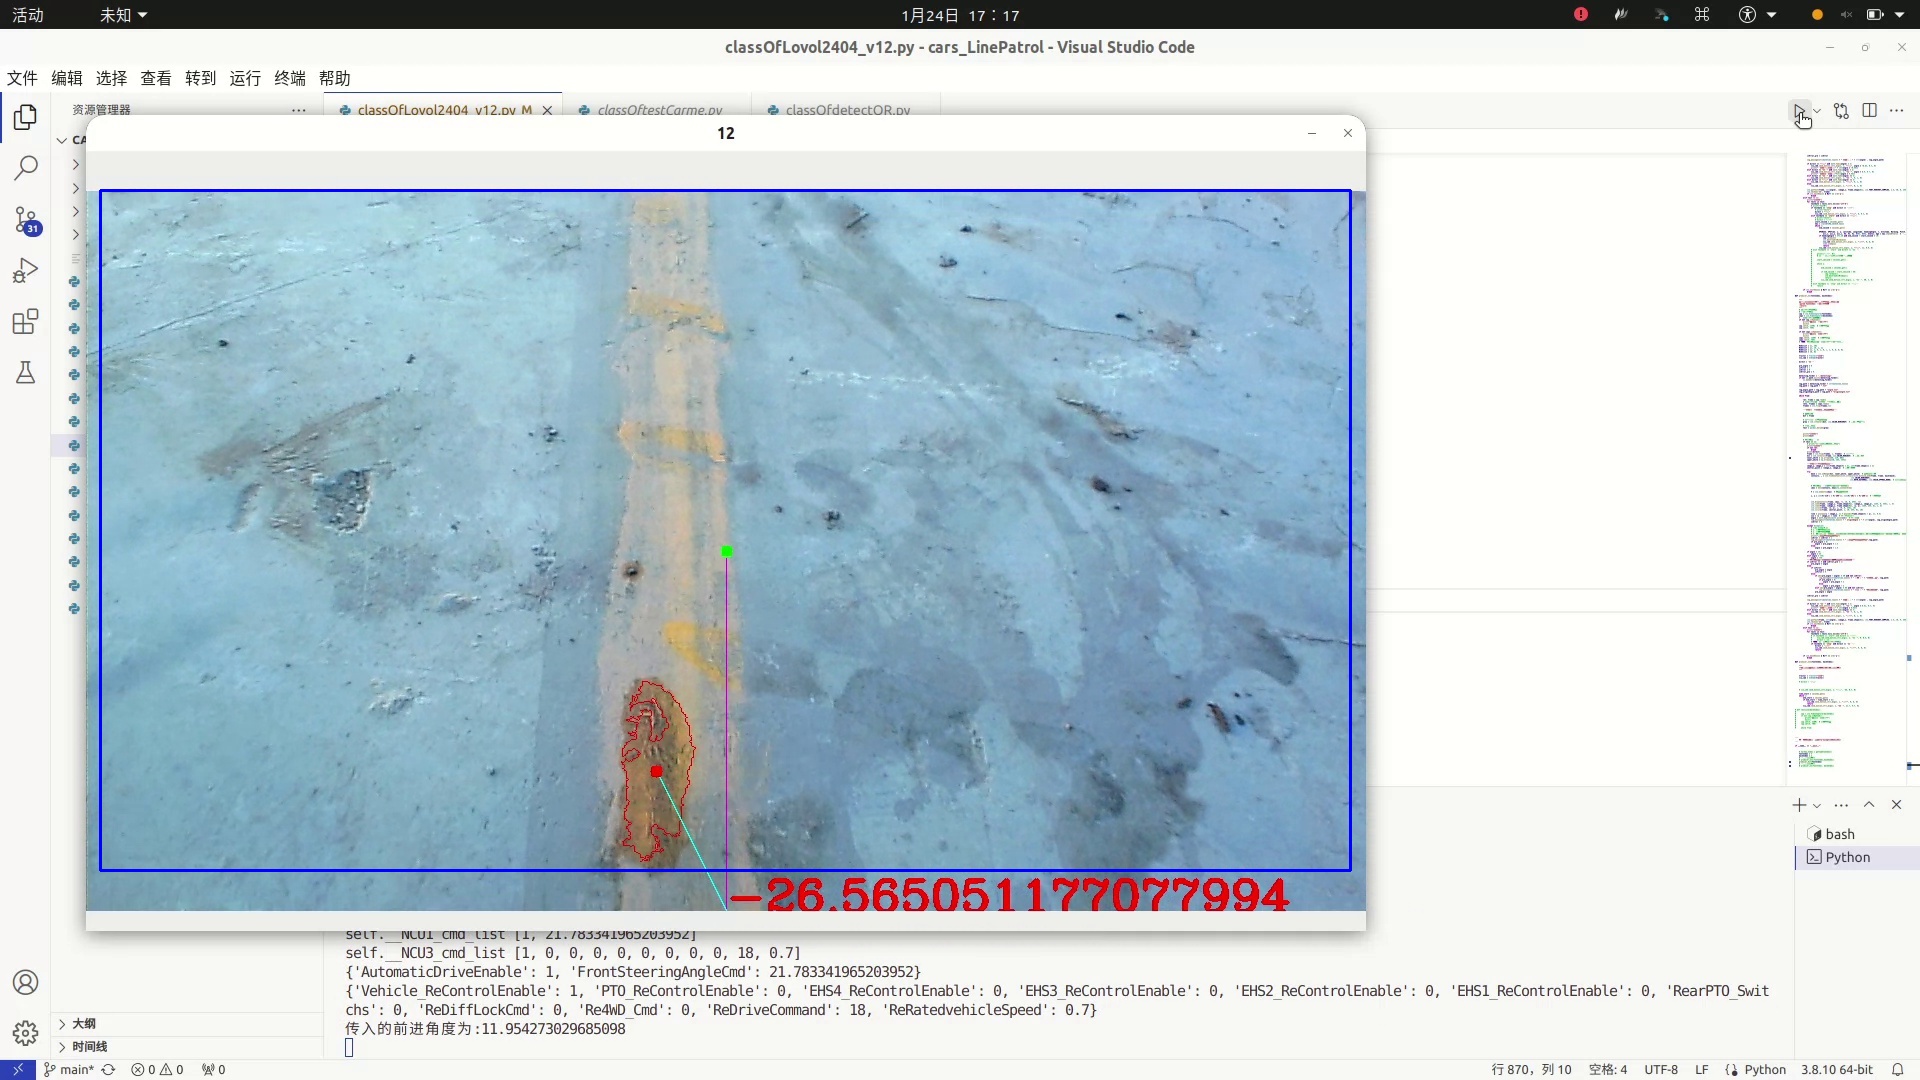 活动
未知
1月24日 17：17
classOfLovol2404_v12.py - cars_LinePatrol - Visual Studio Code
文件 编辑 选择 查看 转到 运行 终端 帮助
资源管理器
classOfLovol2404_v12.py M
classOftestCarme.py
classOfdetectQR.py
CA
12
31
-26.565051177077994
bash
Python
self.__NCU1_cmd_list [1, 21.783341965203952]
self.__NCU3_cmd_list [1, 0, 0, 0, 0, 0, 0, 0, 0, 18, 0.7]
{'AutomaticDriveEnable': 1, 'FrontSteeringAngleCmd': 21.783341965203952}
{'Vehicle_ReControlEnable': 1, 'PTO_ReControlEnable': 0, 'EHS4_ReControlEnable': 0, 'EHS3_ReControlEnable': 0, 'EHS2_ReControlEnable': 0, 'EHS1_ReControlEnable': 0, 'RearPTO_Swit
chs': 0, 'ReDiffLockCmd': 0, 'Re4WD_Cmd': 0, 'ReDriveCommand': 18, 'ReRatedvehicleSpeed': 0.7}
传入的前进角度为:11.954273029685098
大纲
时间线
main* 0 0 0
行 870，列 10 空格: 4 UTF-8 LF Python 3.8.10 64-bit